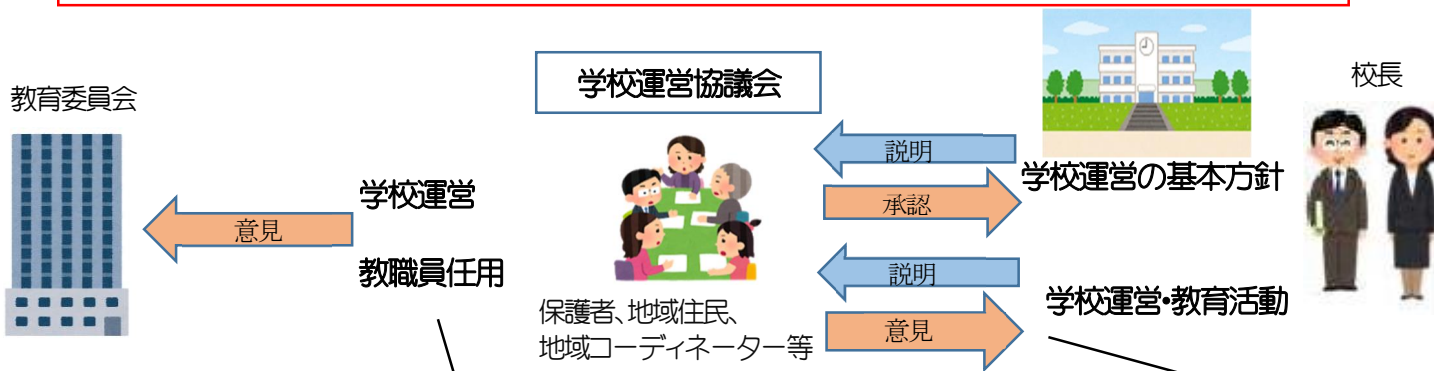 教育委員会
意見
学校運営
教職員任用
学校運営協議会
保護者、地域住民、
地域コーディネーター等
説明
承認
説明
意見
学校運営の基本方針
学校運営・教育活動
校長